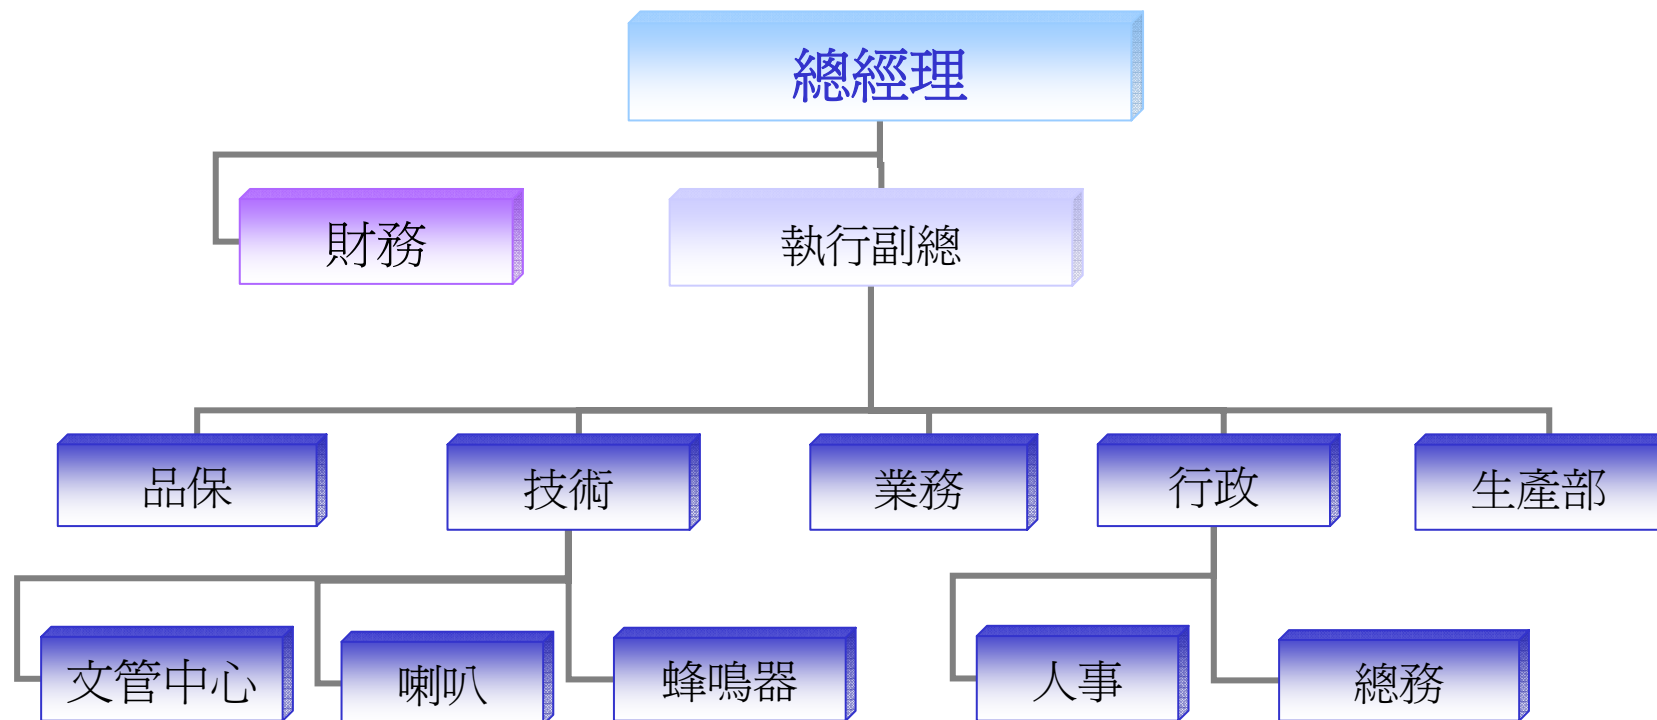 總經理
財務
執行副總
品保
技術
業務
行政
生產部
文管中心
喇叭
蜂鳴器
人事
總務